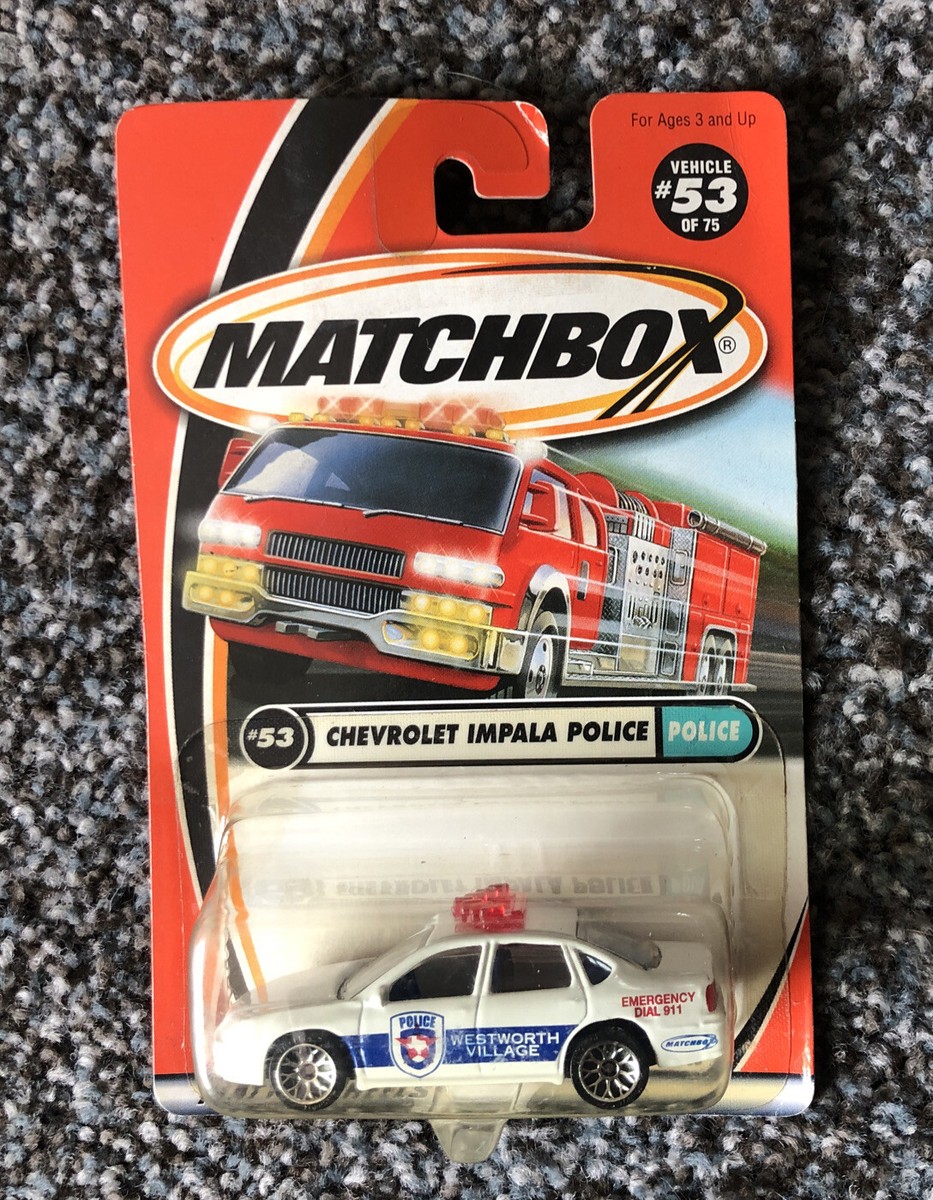 For Ages 3 and Up
VEHICLE
#53
OF 75
MATCHBOX®
#53 CHEVROLET IMPALA POLICE POLICE
POLICE
WESTWORTH
VILLAGE
EMERGENCY
DIAL 911
MATCHBOX